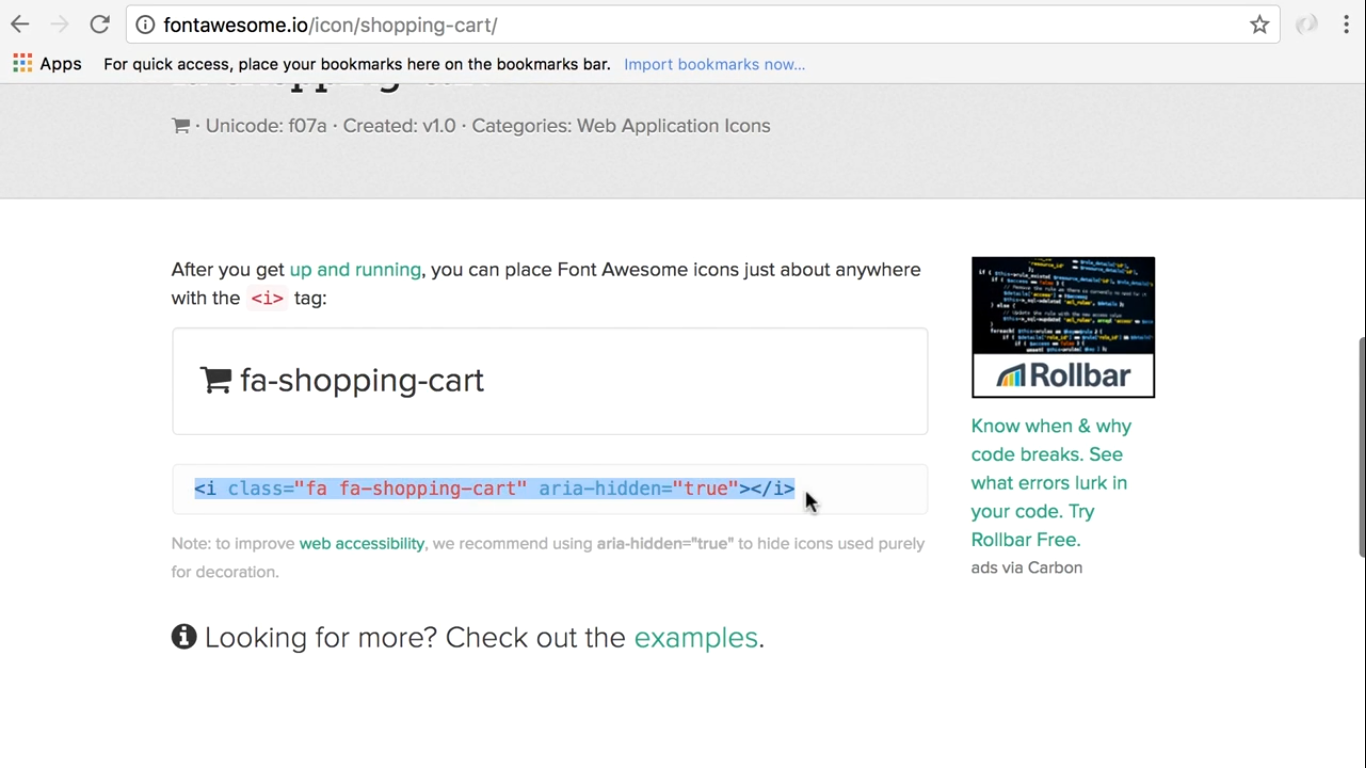 fontawesome.io/icon/shopping-cart/
Apps For quick access, place your bookmarks here on the bookmarks bar. Import bookmarks now...
· Unicode: f07a · Created: v1.0 · Categories: Web Application Icons
After you get up and running, you can place Font Awesome icons just about anywhere
with the <i> tag:
fa-shopping-cart
<i class="fa fa-shopping-cart" aria-hidden="true"></i>
Note: to improve web accessibility, we recommend using aria-hidden="true" to hide icons used purely
for decoration.
Looking for more? Check out the examples.
Rollbar
Know when & why
code breaks. See
what errors lurk in
your code. Try
Rollbar Free.
ads via Carbon